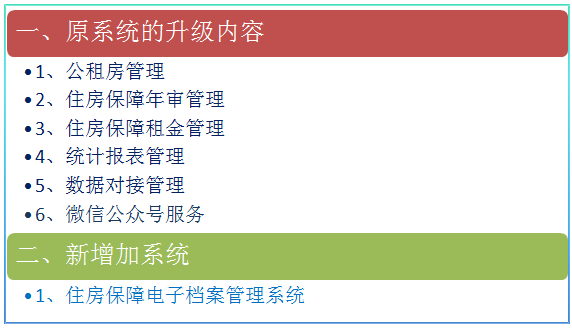 一、原系统的升级内容
•1、公租房管理
•2、住房保障年审管理
•3、住房保障租金管理
•4、统计报表管理
•5、数据对接管理
•6、微信公众号服务
二、新增加系统
•1、住房保障电子档案管理系统